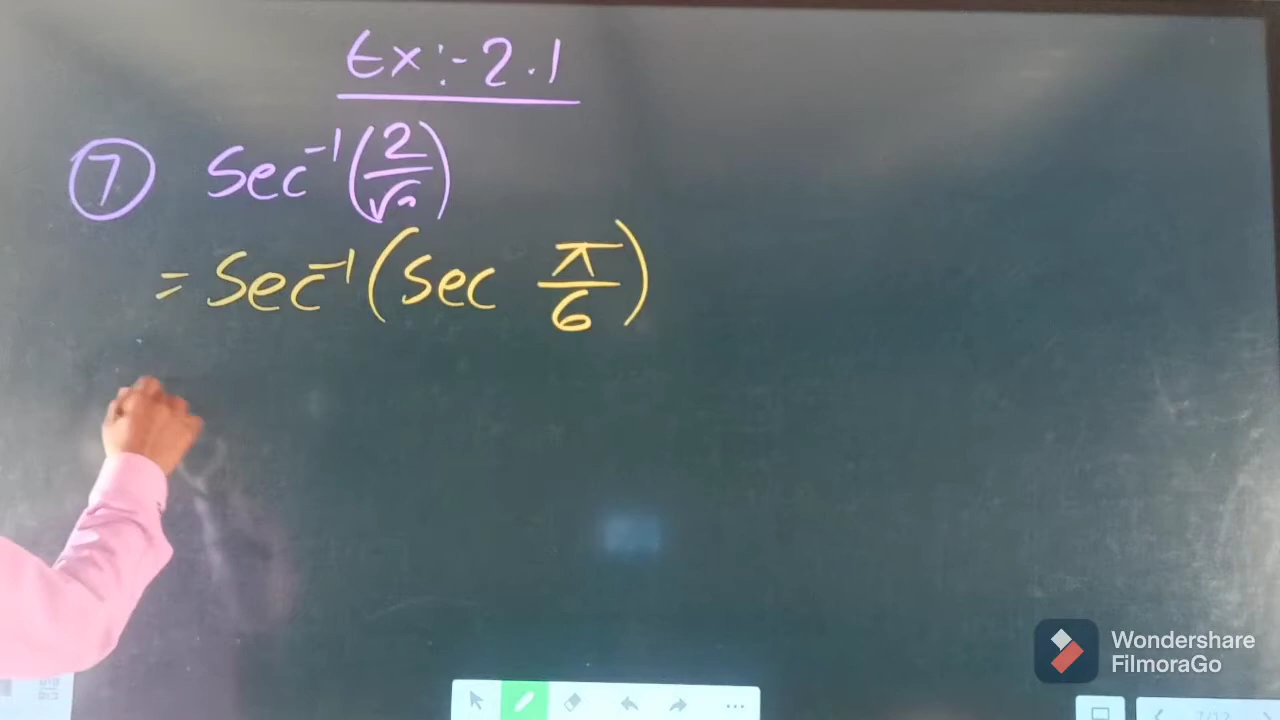 Ex:-2.1
⑦ Sec⁻¹(2/√3)
= Sec⁻¹(Sec π/6)
Wondershare
FilmoraGo